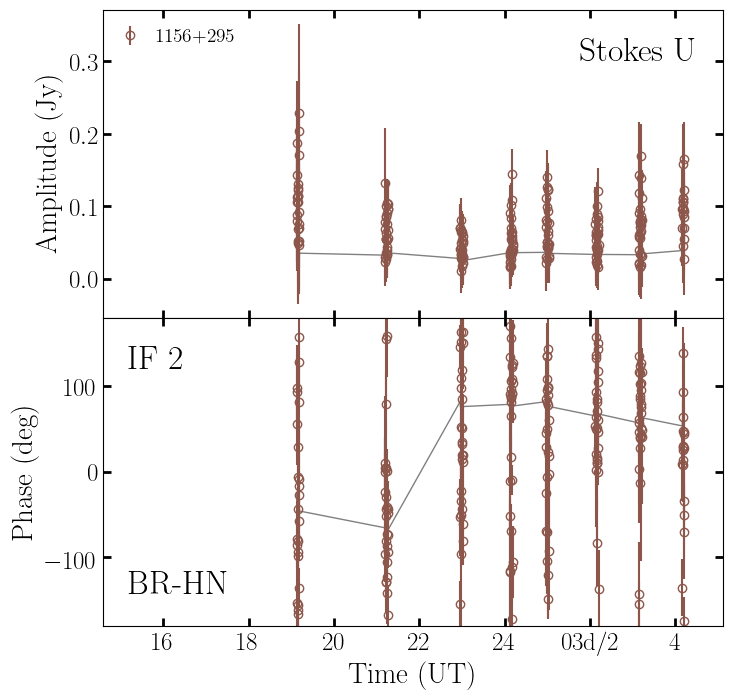 1156+295
Stokes U
0.3
0.2
0.1
0.0
Amplitude (Jy)
IF 2
100
0
−100
Phase (deg)
BR-HN
16 18 20 22 24 03d/2 4
Time (UT)